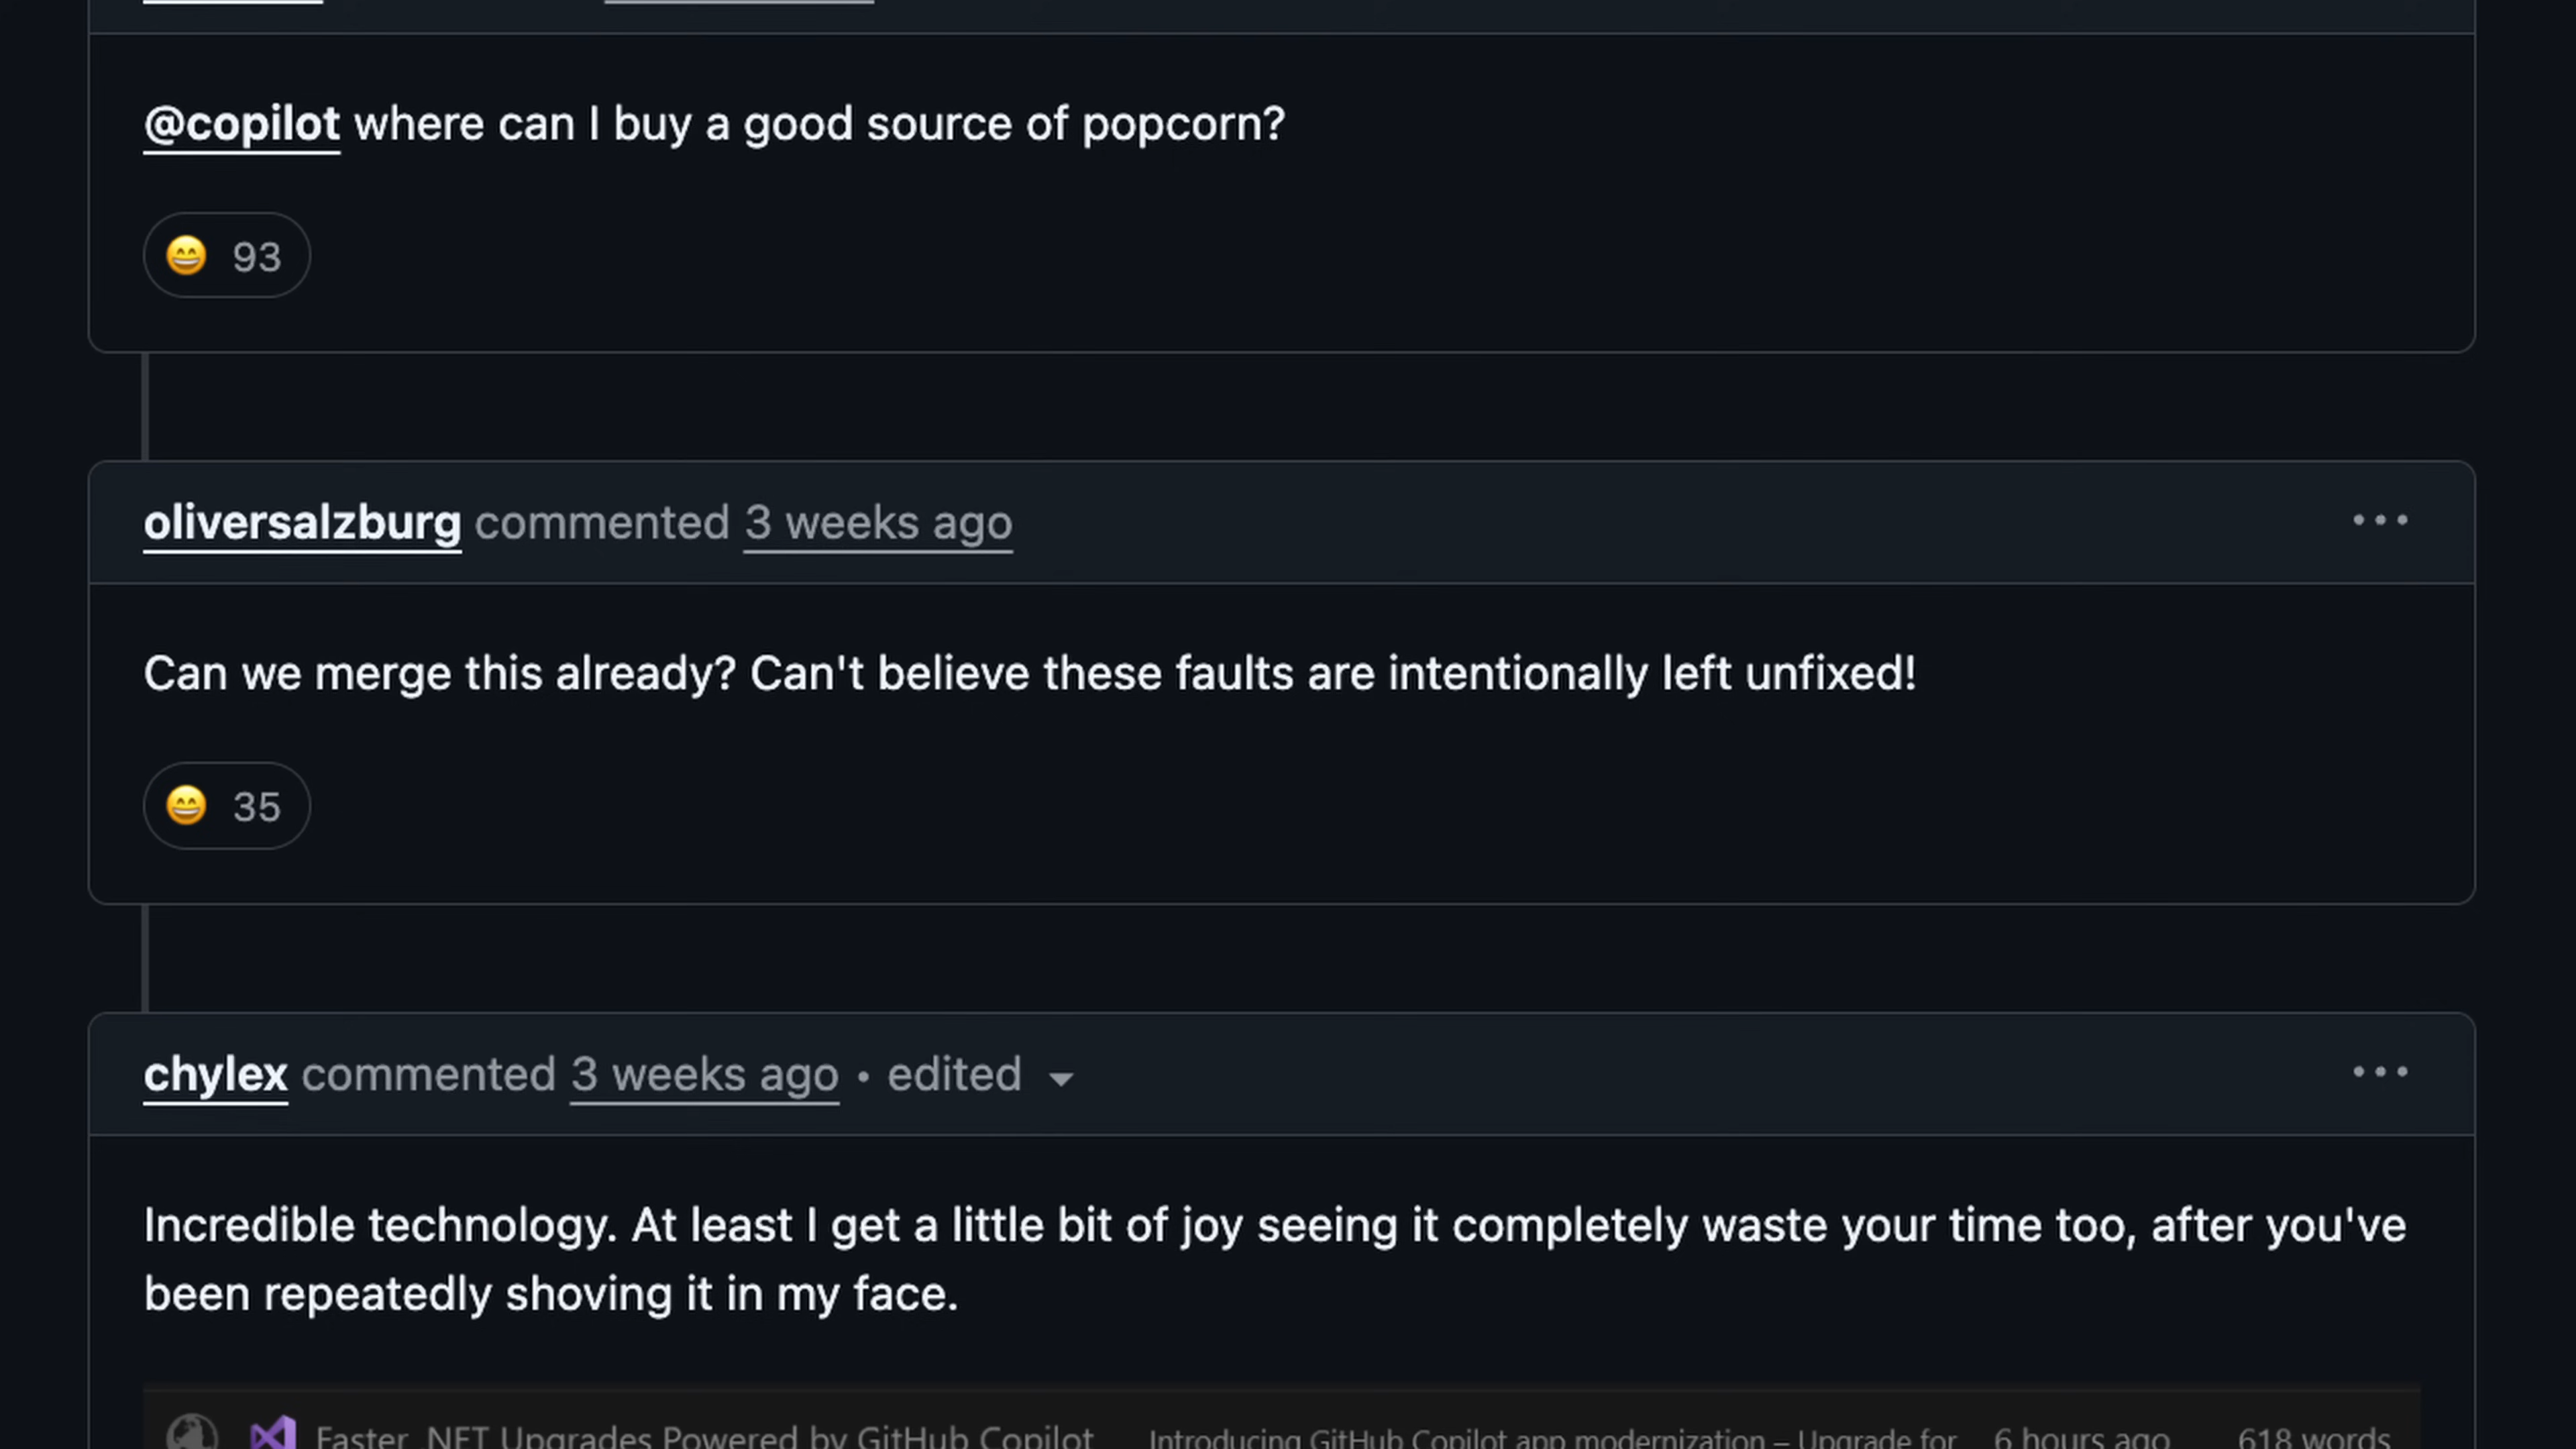 @copilot where can I buy a good source of popcorn?
😄 93
oliversalzburg commented 3 weeks ago
Can we merge this already? Can't believe these faults are intentionally left unfixed!
😄 35
chylex commented 3 weeks ago • edited
Incredible technology. At least I get a little bit of joy seeing it completely waste your time too, after you've
been repeatedly shoving it in my face.
Faster .NET Upgrades Powered by GitHub Copilot Introducing GitHub Copilot app modernization – Upgrade for 6 hours ago 618 words